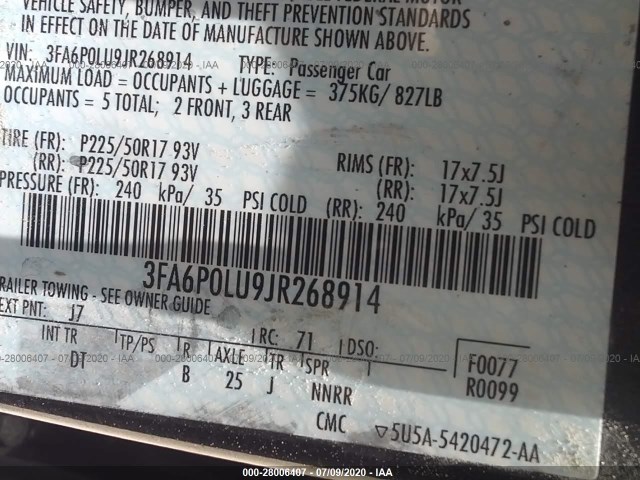 VEHICLE SAFETY, BUMPER, AND THEFT PREVENTION STANDARDS
IN EFFECT ON THE DATE OF MANUFACTURE SHOWN ABOVE.
VIN: 3FA6P0LU9JR268914 TYPE: Passenger Car
MAXIMUM LOAD = OCCUPANTS + LUGGAGE = 375KG/ 827LB
OCCUPANTS = 5 TOTAL; 2 FRONT, 3 REAR
TIRE (FR): P225/50R17 93V RIMS (FR): 17x7.5J
(RR): P225/50R17 93V (RR): 17x7.5J
PRESSURE (FR): 240 kPa/ 35 PSI COLD (RR): 240 kPa/ 35 PSI COLD
3FA6P0LU9JR268914
TRAILER TOWING - SEE OWNER GUIDE
EXT PNT: J7 RC: 71 DSO:
INT TR TP/PS R AXLE TR SPR F0077
DT B 25 J NNRR R0099
CMC ▽5U5A-5420472-AA
000-28006407 - 07/09/2020 - IAA